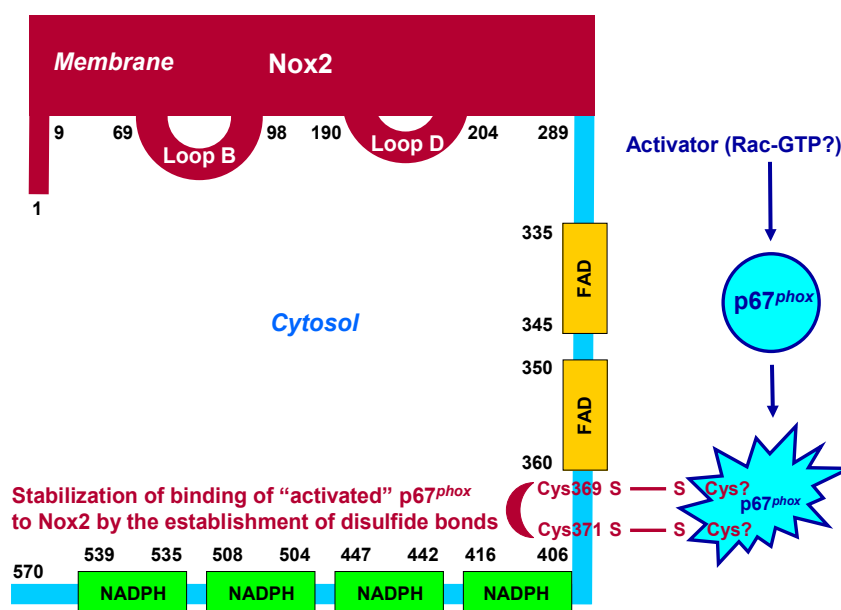 Membrane
Nox2
9
69
98
190
204
289
Loop B
Loop D
1
Activator (Rac-GTP?)
335
FAD
345
p67phox
Cytosol
350
FAD
360
Stabilization of binding of “activated” p67phox
to Nox2 by the establishment of disulfide bonds
Cys369 S S Cys?
p67phox
Cys371 S S Cys?
570
539
535
508
504
447
442
416
406
NADPH
NADPH
NADPH
NADPH